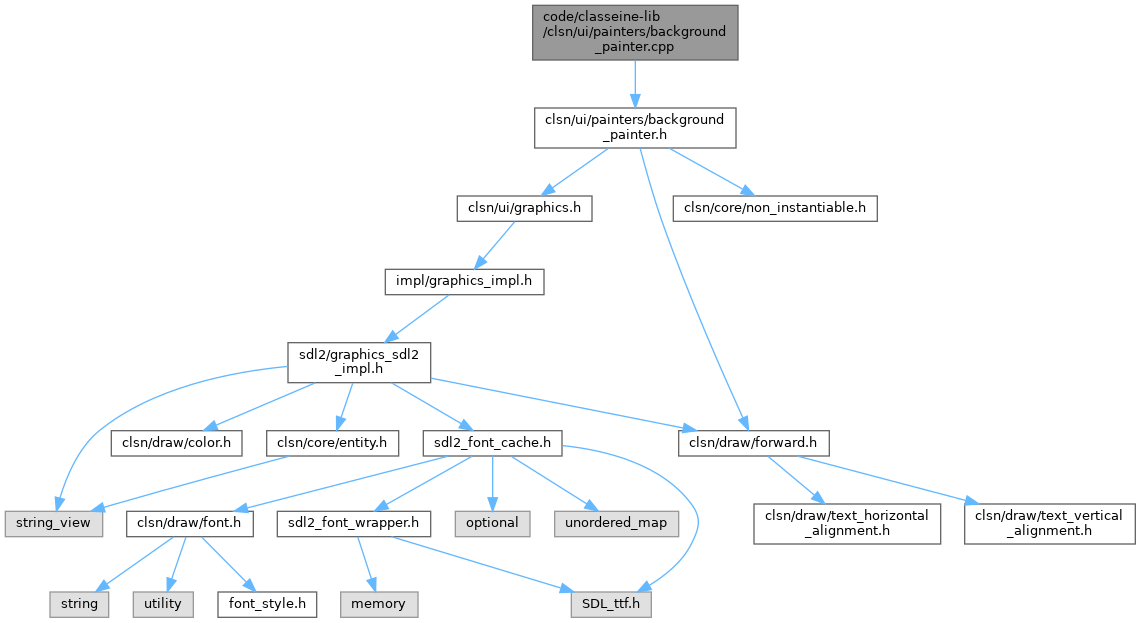 code/classeine-lib
/clsn/ui/painters/background
_painter.cpp
clsn/ui/painters/background
_painter.h
clsn/ui/graphics.h
clsn/core/non_instantiable.h
impl/graphics_impl.h
sdl2/graphics_sdl2
_impl.h
clsn/draw/color.h
clsn/core/entity.h
sdl2_font_cache.h
clsn/draw/forward.h
string_view
clsn/draw/font.h
sdl2_font_wrapper.h
optional
unordered_map
clsn/draw/text_horizontal
_alignment.h
clsn/draw/text_vertical
_alignment.h
string
utility
font_style.h
memory
SDL_ttf.h